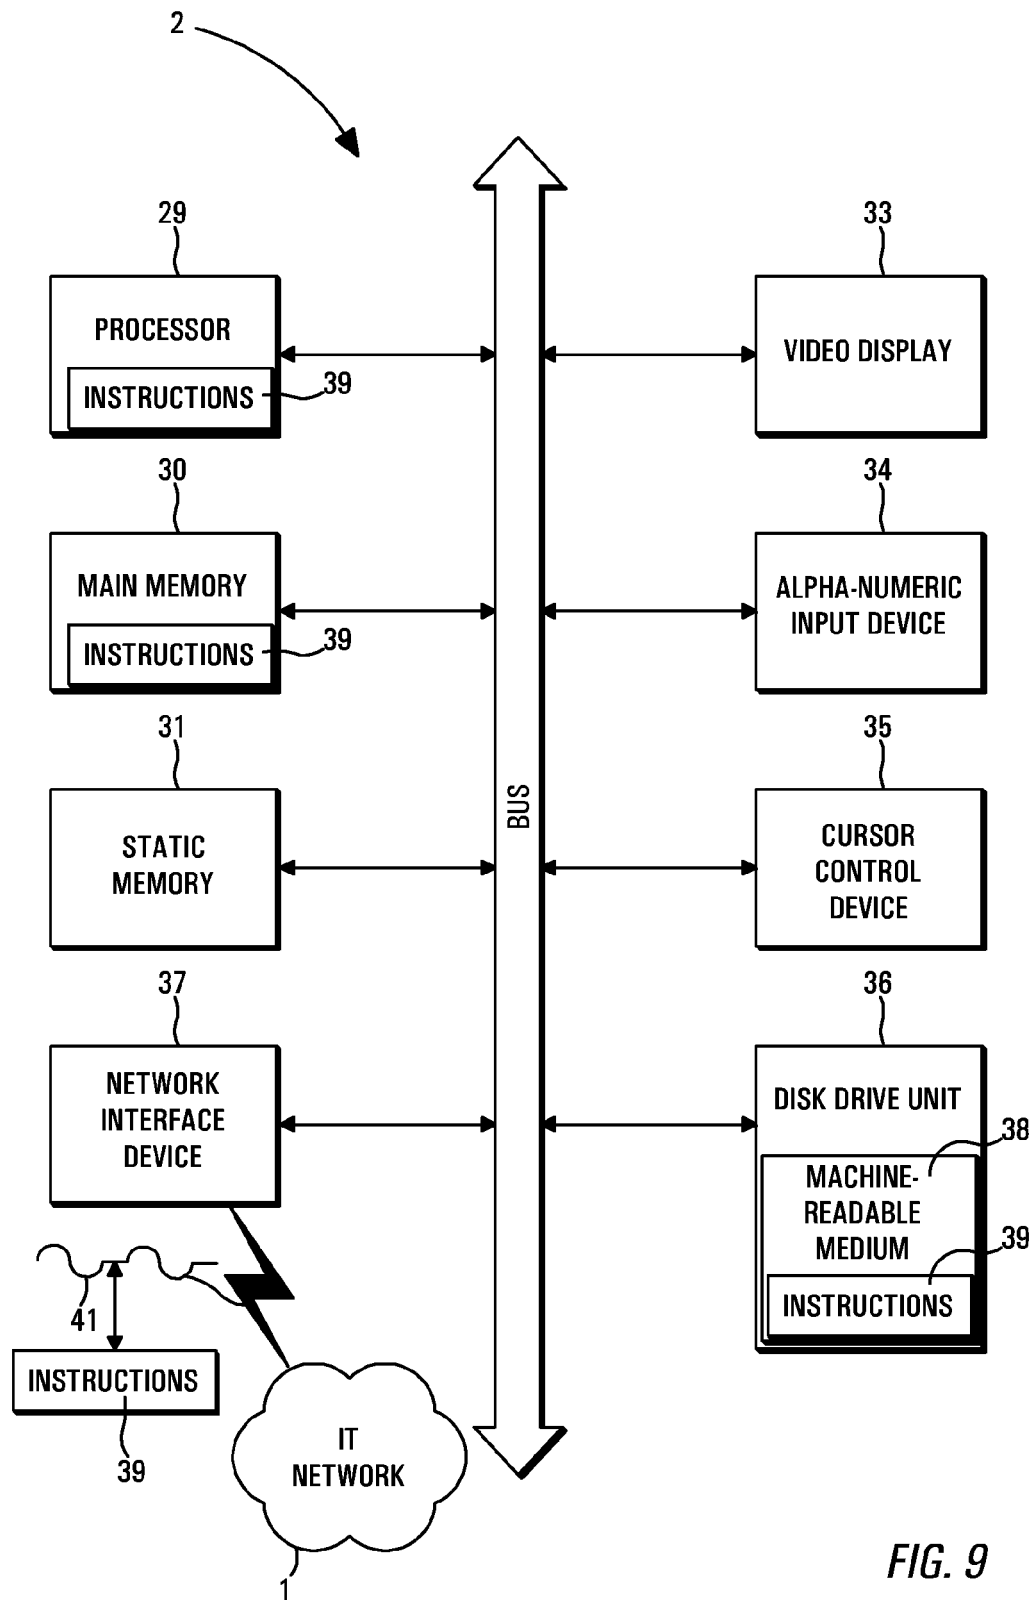 2
29
PROCESSOR
INSTRUCTIONS
39
33
VIDEO DISPLAY
30
MAIN MEMORY
INSTRUCTIONS
39
34
ALPHA-NUMERIC
INPUT DEVICE
31
STATIC
MEMORY
BUS
35
CURSOR
CONTROL
DEVICE
37
NETWORK
INTERFACE
DEVICE
36
DISK DRIVE UNIT
38
MACHINE-
READABLE
MEDIUM
39
INSTRUCTIONS
41
INSTRUCTIONS
39
IT
NETWORK
1
FIG. 9